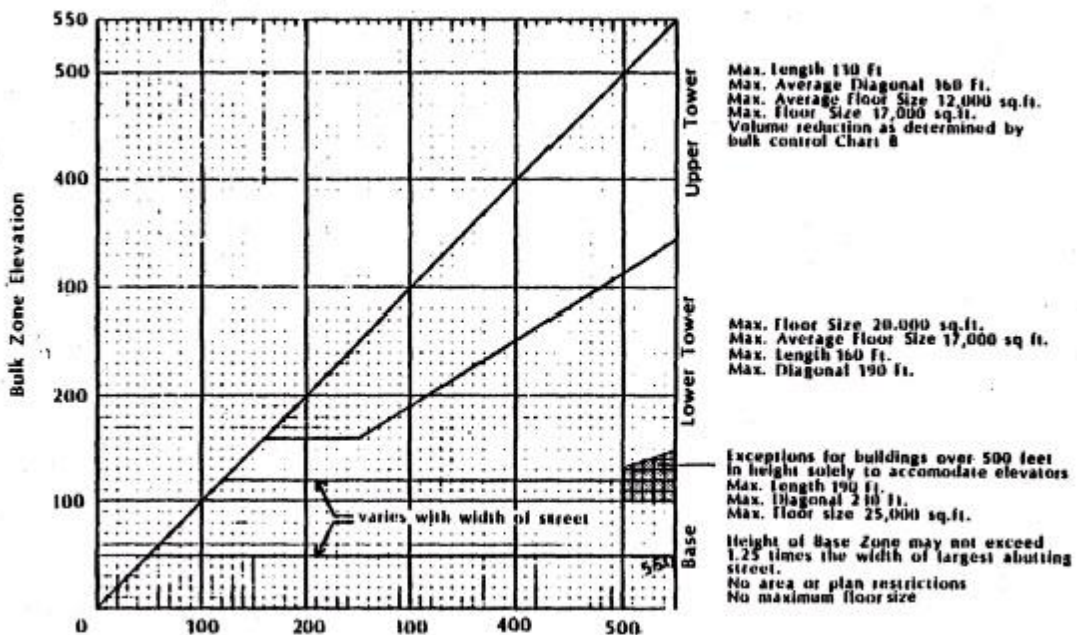 550
500
400
300
200
100
Bulk Zone Elevation
Upper Tower
Lower Tower
Base
Max. Length 130 Ft
Max. Average Diagonal 160 Ft.
Max. Average Floor Size 12,000 sq.ft.
Max. Floor Size 17,000 sq.ft.
Volume reduction as determined by
bulk control Chart B
Max. Floor Size 20.000 sq.ft.
Max. Average Floor Size 17,000 sq ft.
Max. Length 160 Ft.
Max. Diagonal 190 Ft.
Exceptions for buildings over 500 feet
in height solely to accomodate elevators
Max. Length 190 Ft.
Max. Diagonal Ft.
Max. Floor size 25,000 sq.ft.
Height of Base Zone may not exceed
1.25 times the width of largest abutting
street.
No area or plan restrictions
No maximum floor size
varies with width of street
550
0 100 200 300 400 500